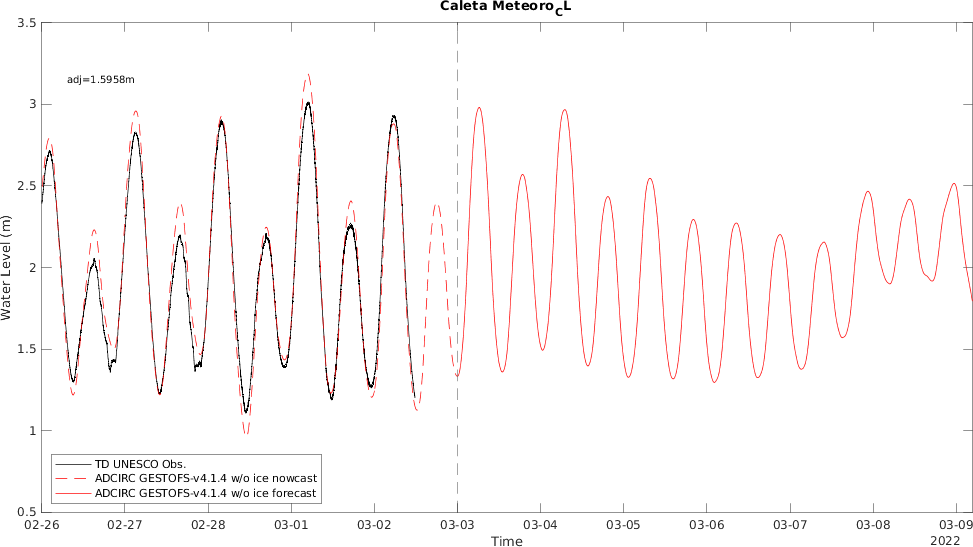 Caleta Meteoro_CL
adj=1.5958m
3.5
3
2.5
2
1.5
1
0.5
Water Level (m)
TD UNESCO Obs.
ADCIRC GESTOFS-v4.1.4 w/o ice nowcast
ADCIRC GESTOFS-v4.1.4 w/o ice forecast
02-26 02-27 02-28 03-01 03-02 03-03 03-04 03-05 03-06 03-07 03-08 03-09
Time
2022